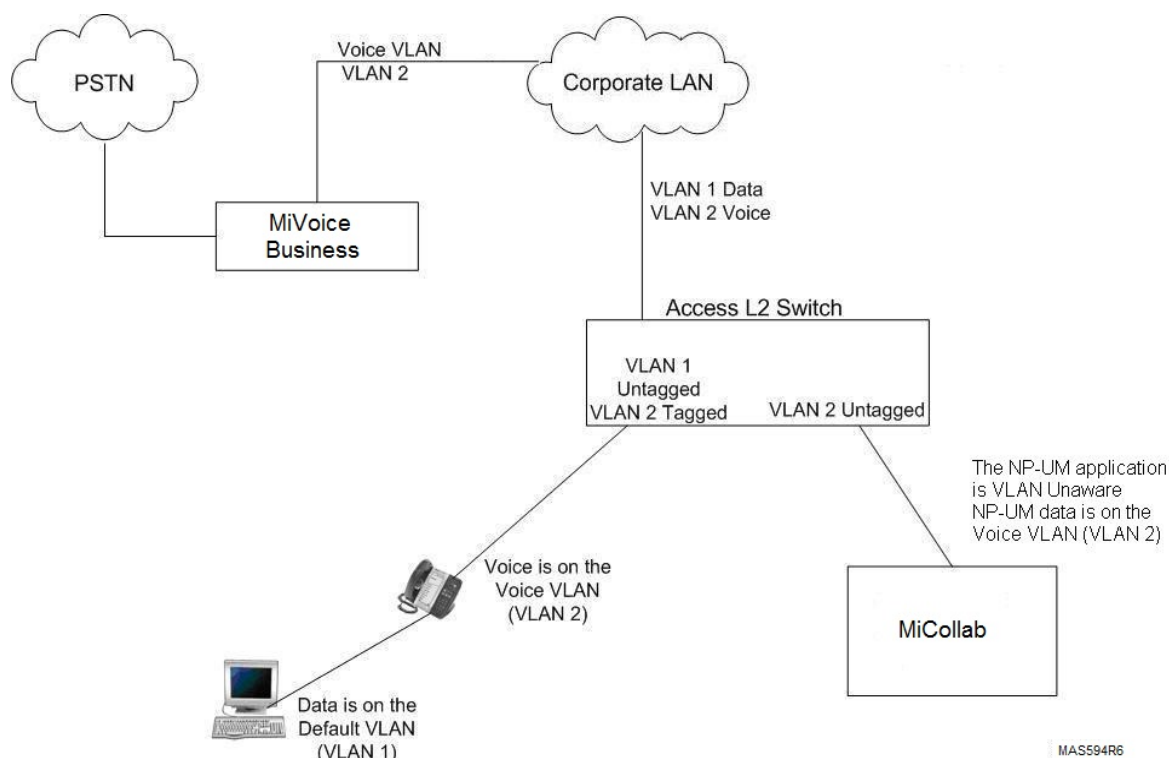 PSTN
Voice VLAN
VLAN 2
Corporate LAN
MiVoice
Business
VLAN 1 Data
VLAN 2 Voice
Access L2 Switch
VLAN 1
Untagged
VLAN 2 Tagged
VLAN 2 Untagged
The NP-UM application
is VLAN Unaware
NP-UM data is on the
Voice VLAN (VLAN 2)
Voice is on the
Voice VLAN
(VLAN 2)
MiCollab
Data is on the
Default VLAN
(VLAN 1)
MAS594R6